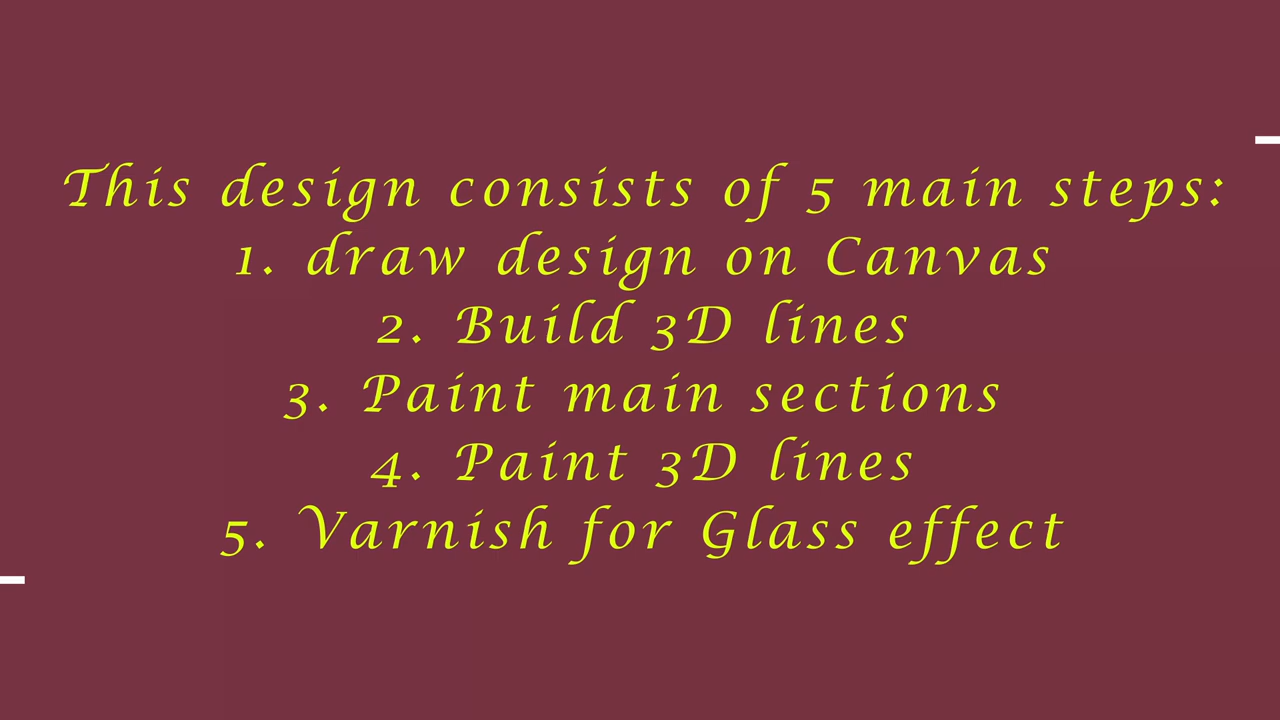 This design consists of 5 main steps:
1. draw design on Canvas
2. Build 3D lines
3. Paint main sections
4. Paint 3D lines
5. Varnish for Glass effect